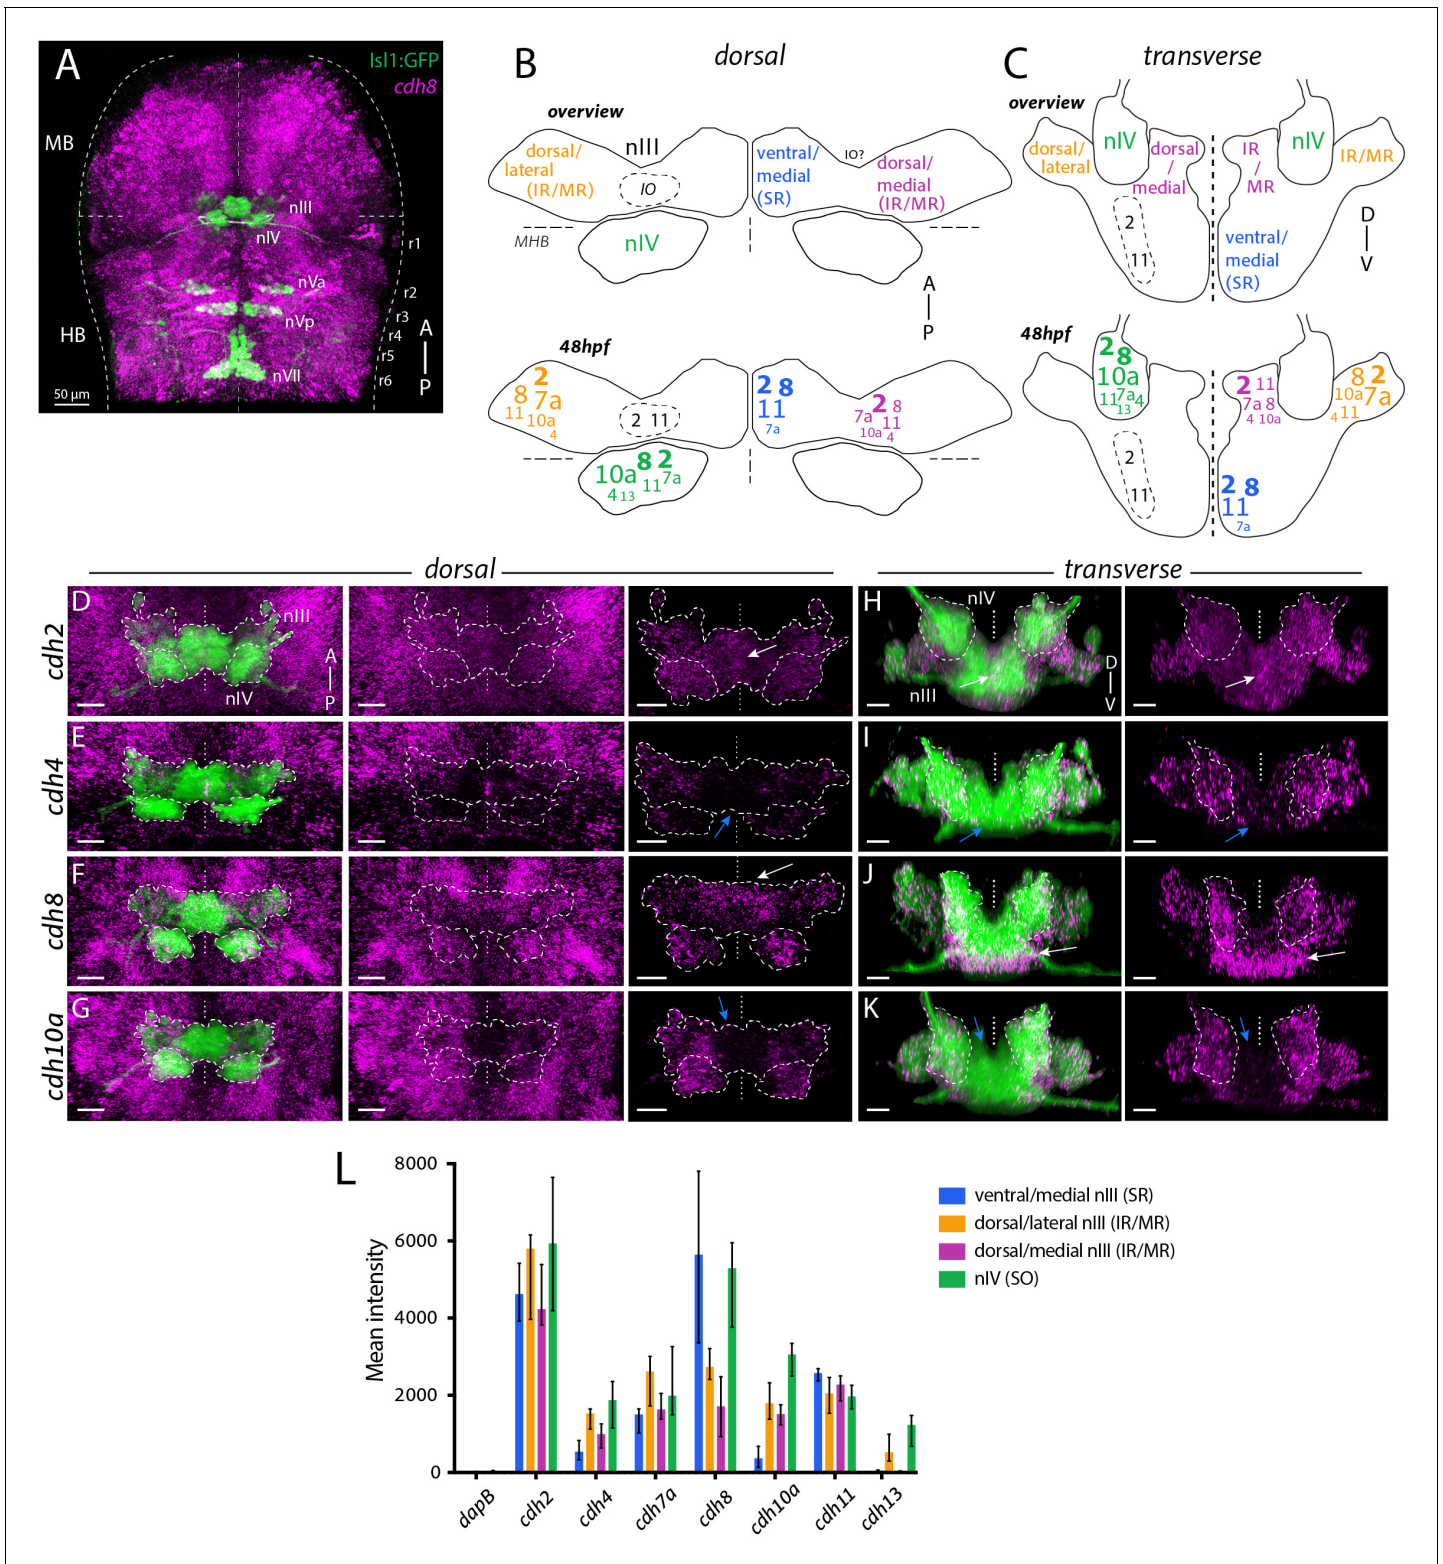 A
Isl1:GFP
cdh8
MB
nIII
nIV
r1
nVa
r2
nVp
r3
r4
HB
r5
nVII
r6
A
P
50 µm
B
dorsal
overview
nIII
dorsal/
lateral
(IR/MR)
IO
ventral/
medial
(SR)
IO?
dorsal/
medial
(IR/MR)
MHB
nIV
A
P
48hpf
2
8 7a
11 10a
4
2 11
2 8
11
7a
2 8
7a 11
10a 4
10a 8 2
4 13 11 7a
C
transverse
overview
dorsal/
lateral
nIV
dorsal
/
medial
IR
/
MR
nIV
IR/MR
2
11
ventral/
medial
(SR)
D
V
48hpf
2 8
10a
11 7a 4
13
2 11
7a 8
4 10a
8 2
10a 7a
4 11
2
11
2 8
11
7a
dorsal
transverse
cdh2
D
nIII
nIV
A
P
H
nIV
nIII
D
V
cdh4
E
I
cdh8
F
J
cdh10a
G
K
L
Mean intensity
8000
6000
4000
2000
0
dapB
cdh2
cdh4
cdh7a
cdh8
cdh10a
cdh11
cdh13
ventral/medial nIII (SR)
dorsal/lateral nIII (IR/MR)
dorsal/medial nIII (IR/MR)
nIV (SO)